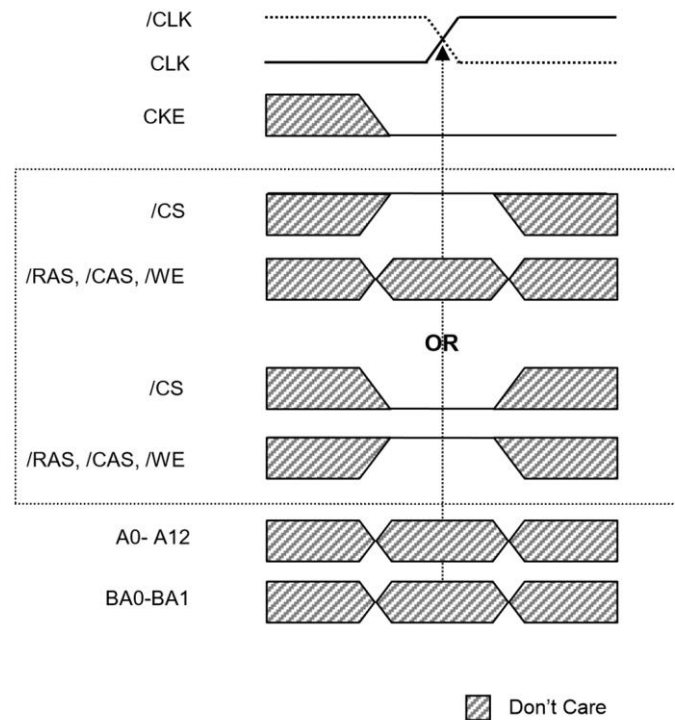 /CLK
CLK
CKE
/CS
/RAS, /CAS, /WE
OR
/CS
/RAS, /CAS, /WE
A0- A12
BA0-BA1
Don't Care